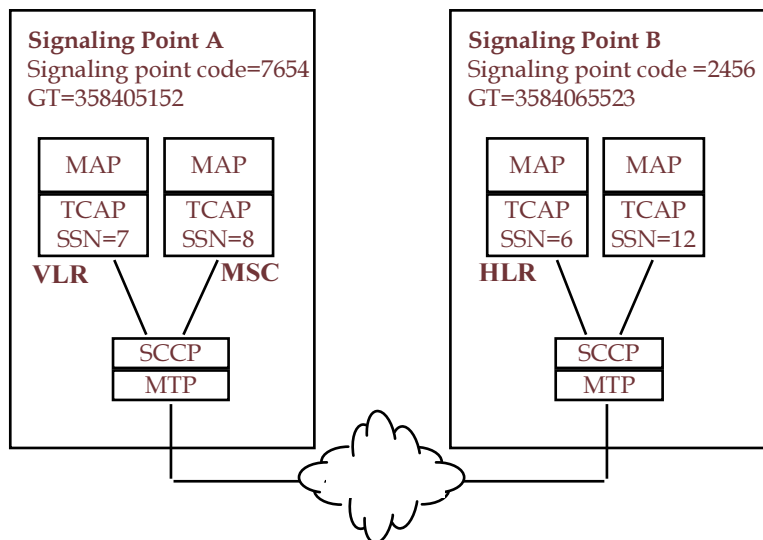 Signaling Point A
Signaling point code=7654
GT=358405152
MAP
MAP
TCAP
SSN=7
TCAP
SSN=8
VLR
MSC
SCCP
MTP
Signaling Point B
Signaling point code =2456
GT=3584065523
MAP
MAP
TCAP
SSN=6
TCAP
SSN=12
HLR
SCCP
MTP